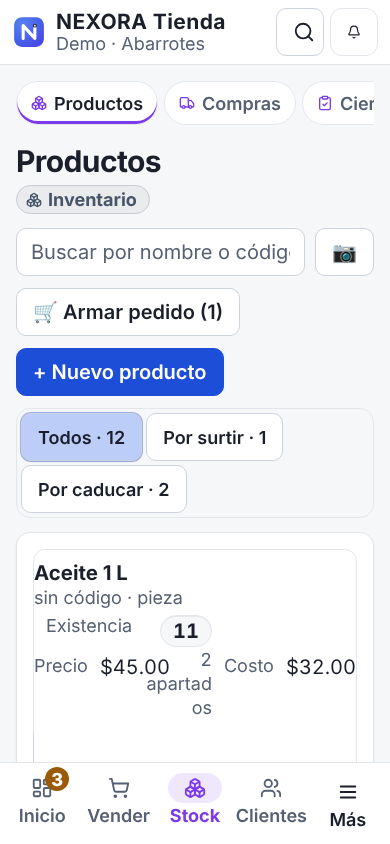 NEXORA Tienda
Demo · Abarrotes
Productos
Compras
Cier
Productos
Inventario
Buscar por nombre o códig
Armar pedido (1)
+ Nuevo producto
Todos · 12
Por surtir · 1
Por caducar · 2
Aceite 1 L
sin código · pieza
Existencia
11
2
apartad
os
Precio
$45.00
Costo
$32.00
3
Inicio
Vender
Stock
Clientes
Más